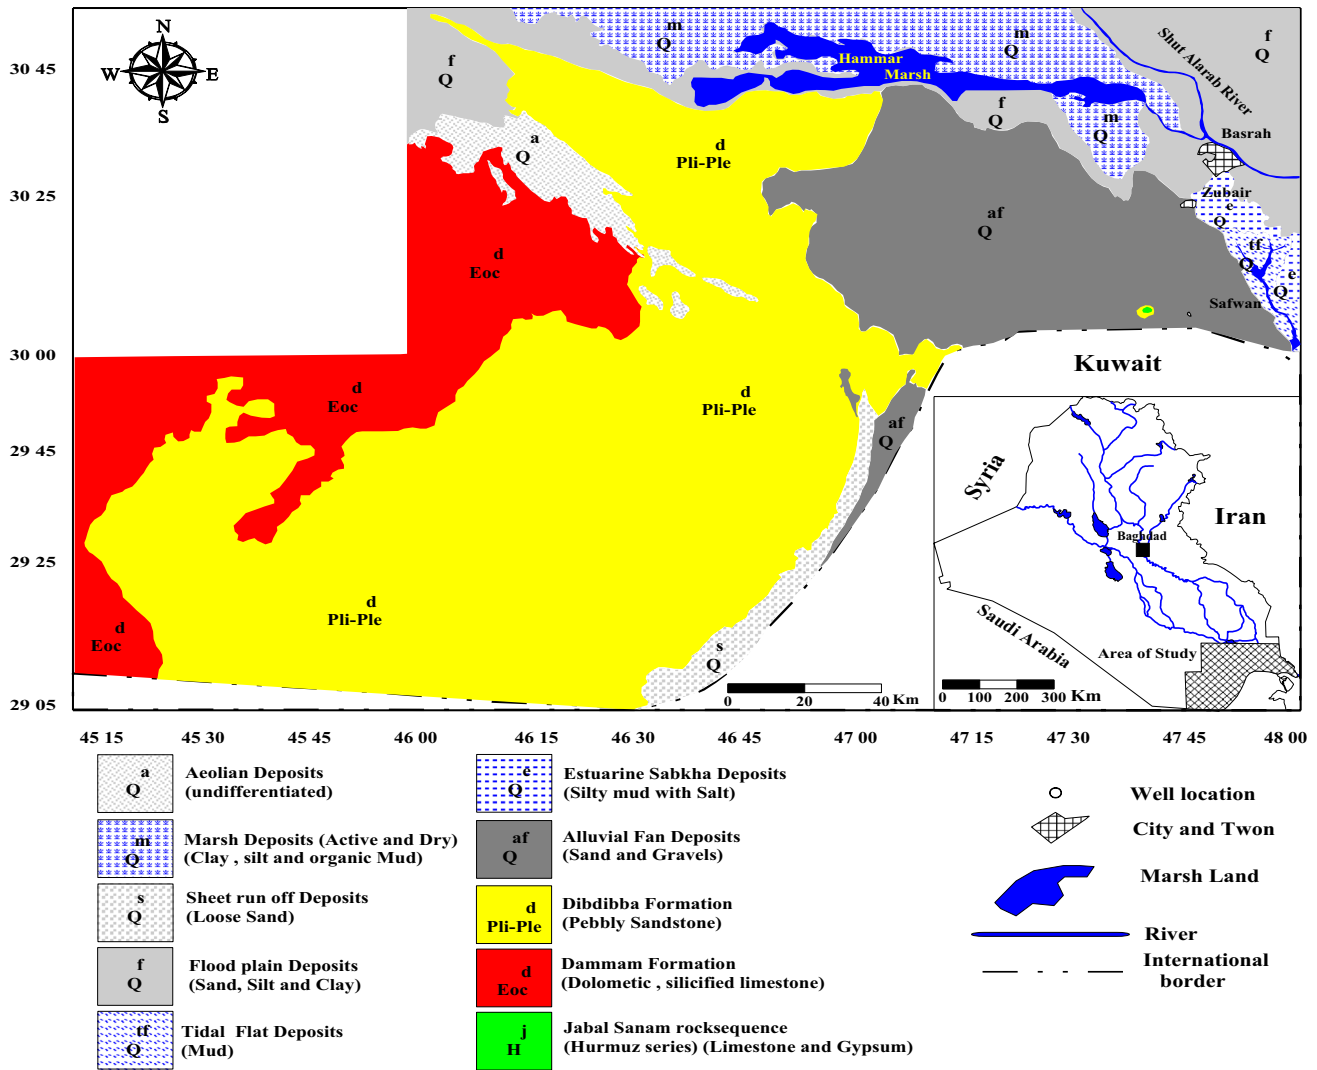 N
W E
S
30 45
30 25
30 00
29 45
29 25
29 05
f
Q
m
Q
m
Q
f
Q
Shut Alarab River
Hammar
Marsh
f
Q
m
Q
Basrah
a
Q
d
Pli-Ple
Zubair
e
Q
af
Q
d
Eoc
tf
Q
e
Q
Safwan
Kuwait
d
Eoc
d
Pli-Ple
af
Q
d
Pli-Ple
d
Eoc
s
Q
0 20 40 Km
Syria
Iran
Baghdad
Saudi Arabia
Area of Study
0 100 200 300 Km
45 15 45 30 45 45 46 00 46 15 46 30 46 45 47 00 47 15 47 30 47 45 48 00
a
Q
Aeolian Deposits
(undifferentiated)
m
Q
Marsh Deposits (Active and Dry)
(Clay , silt and organic Mud)
s
Q
Sheet run off Deposits
(Loose Sand)
f
Q
Flood plain Deposits
(Sand, Silt and Clay)
tf
Q
Tidal Flat Deposits
(Mud)
e
Q
Estuarine Sabkha Deposits
(Silty mud with Salt)
af
Q
Alluvial Fan Deposits
(Sand and Gravels)
d
Pli-Ple
Dibdibba Formation
(Pebbly Sandstone)
d
Eoc
Dammam Formation
(Dolometic , silicified limestone)
j
H
Jabal Sanam rocksequence
(Hurmuz series) (Limestone and Gypsum)
Well location
City and Twon
Marsh Land
River
International
border